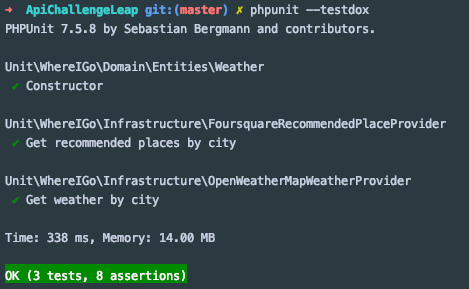 ➜  ApiChallengeLeap git:(master) ✗ phpunit --testdox
PHPUnit 7.5.8 by Sebastian Bergmann and contributors.
Unit\WhereIGo\Domain\Entities\Weather
✔ Constructor
Unit\WhereIGo\Infrastructure\FoursquareRecommendedPlaceProvider
✔ Get recommended places by city
Unit\WhereIGo\Infrastructure\OpenWeatherMapWeatherProvider
✔ Get weather by city
Time: 338 ms, Memory: 14.00 MB
OK (3 tests, 8 assertions)